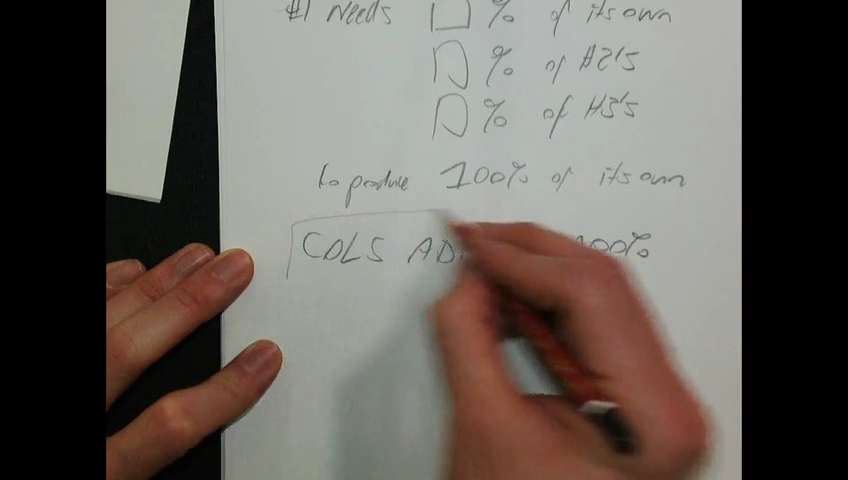 #1 Needs □ % of its own
□ % of #2's
□ % of #3's
to produce 100% of its own
COLS AD 100%